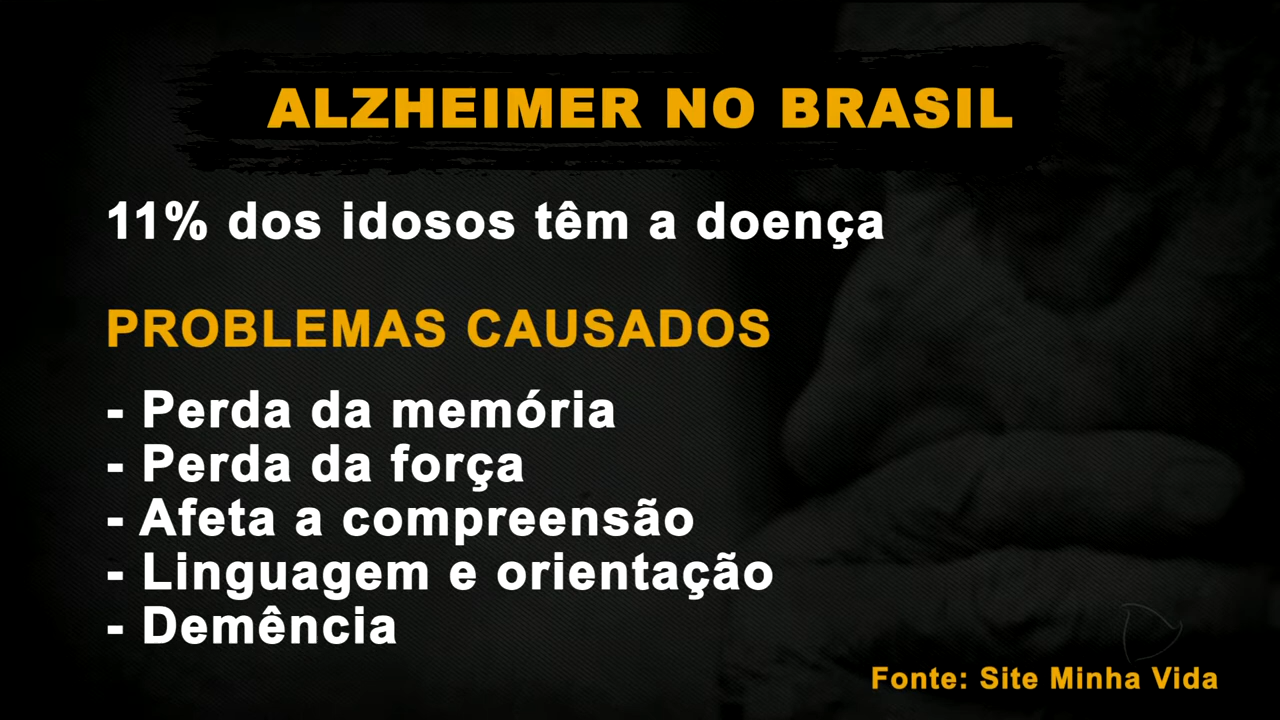 ALZHEIMER NO BRASIL
11% dos idosos têm a doença
PROBLEMAS CAUSADOS
- Perda da memória
- Perda da força
- Afeta a compreensão
- Linguagem e orientação
- Demência
Fonte: Site Minha Vida